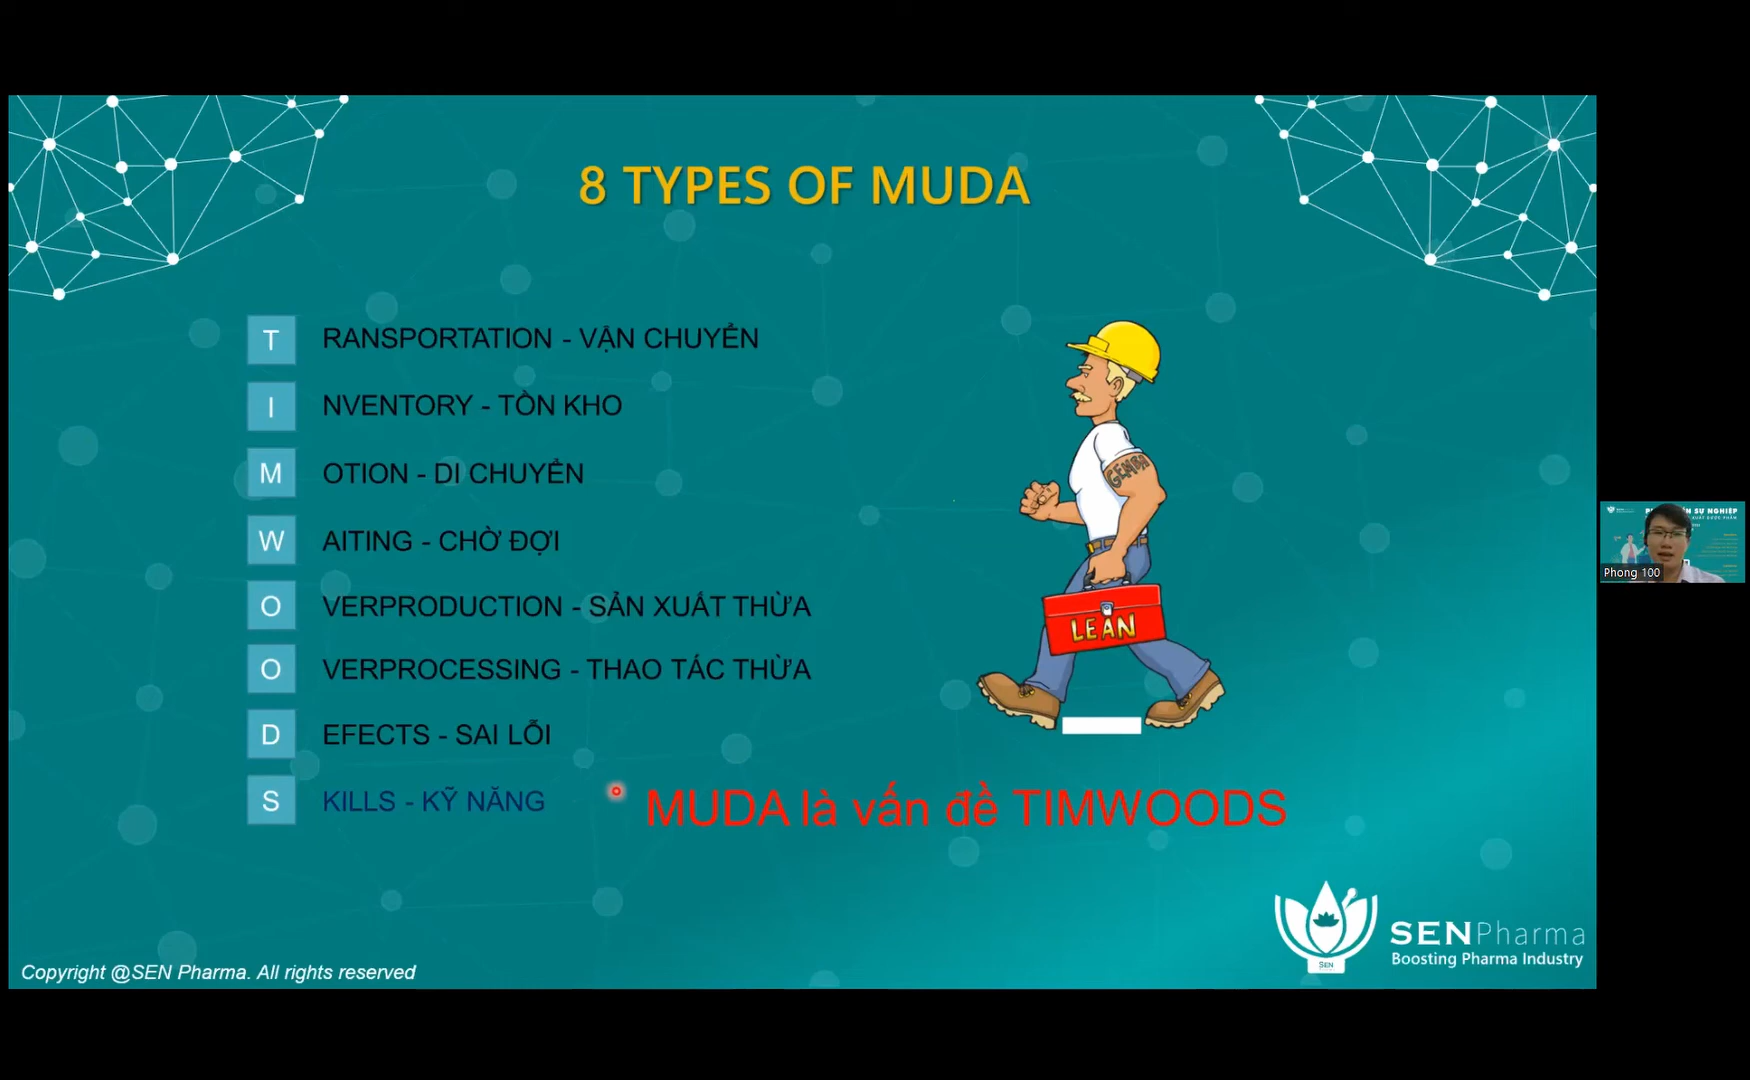 8 TYPES OF MUDA
T RANSPORTATION - VẬN CHUYỂN
I NVENTORY - TỒN KHO
M OTION - DI CHUYỂN
W AITING - CHỜ ĐỢI
O VERPRODUCTION - SẢN XUẤT THỪA
O VERPROCESSING - THAO TÁC THỪA
D EFECTS - SAI LỖI
S KILLS - KỸ NĂNG
GEMBA
LEAN
MUDA là vấn đề TIMWOODS
SEN
SENPharma
Boosting Pharma Industry
Copyright @SEN Pharma. All rights reserved
Phong 100